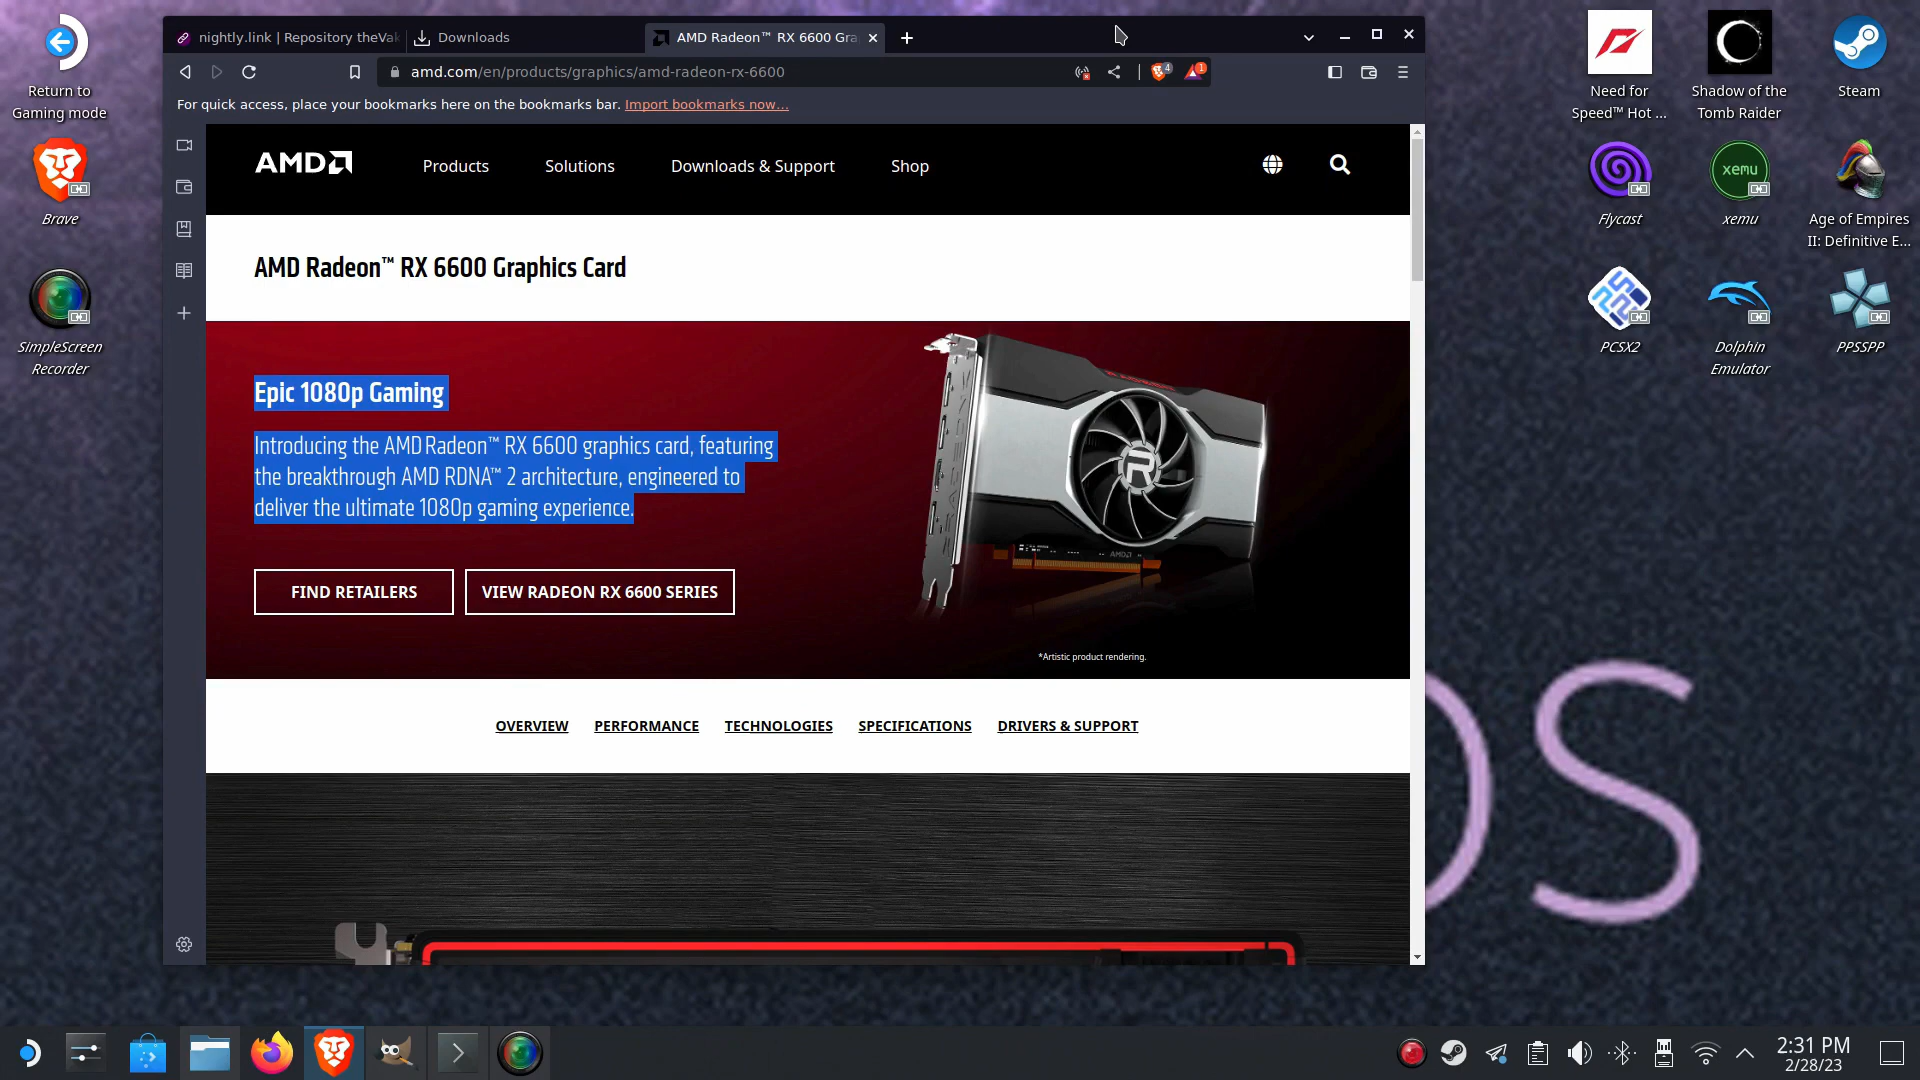 Return to
Gaming mode
Brave
SimpleScreen
Recorder
nightly.link | Repository theVak
Downloads
AMD Radeon™ RX 6600 Gra
amd.com/en/products/graphics/amd-radeon-rx-6600
4
1
For quick access, place your bookmarks here on the bookmarks bar. Import bookmarks now...
AMD
Products
Solutions
Downloads & Support
Shop
AMD Radeon™ RX 6600 Graphics Card
Epic 1080p Gaming
Introducing the AMD Radeon™ RX 6600 graphics card, featuring
the breakthrough AMD RDNA™ 2 architecture, engineered to
deliver the ultimate 1080p gaming experience.
FIND RETAILERS
VIEW RADEON RX 6600 SERIES
R
AMD
*Artistic product rendering.
OVERVIEW
PERFORMANCE
TECHNOLOGIES
SPECIFICATIONS
DRIVERS & SUPPORT
Need for
Speed™ Hot ...
Shadow of the
Tomb Raider
Steam
Flycast
xemu
xemu
Age of Empires
II: Definitive E...
PCSX2
Dolphin
Emulator
PPSSPP
OS
2:31 PM
2/28/23